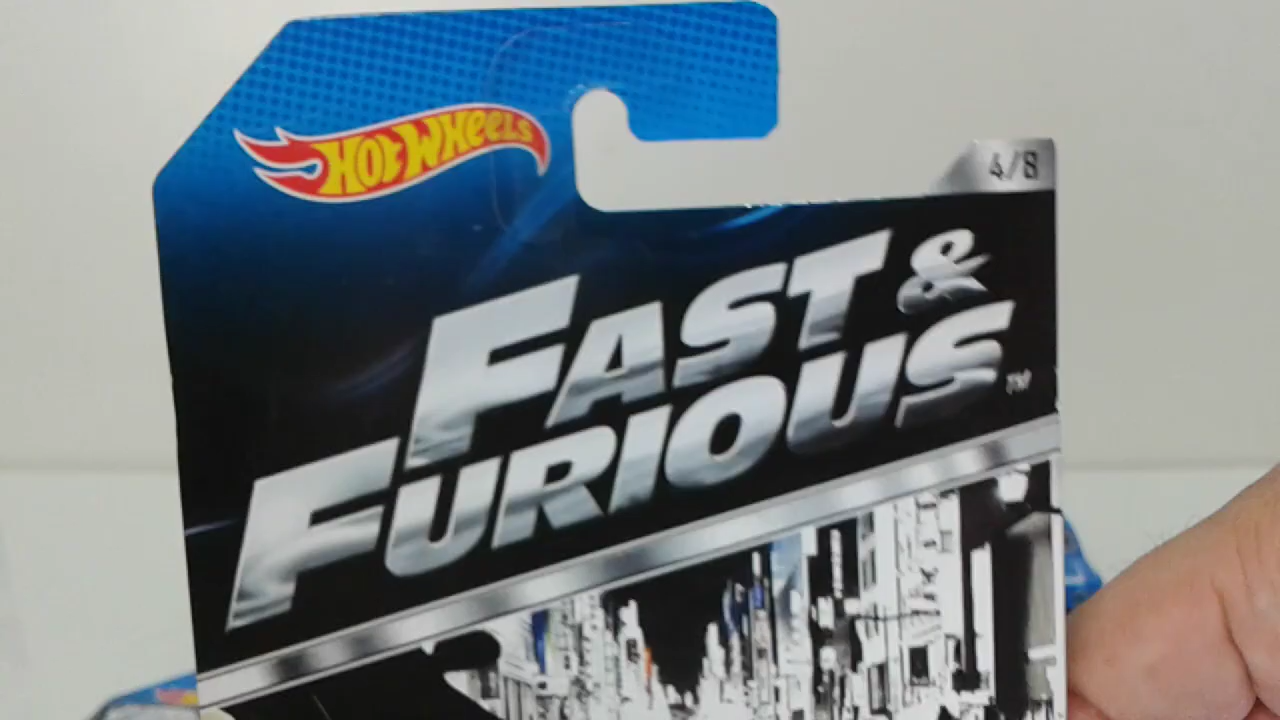 HOT WHEELS
4/8
FAST &
FURIOUS
TM